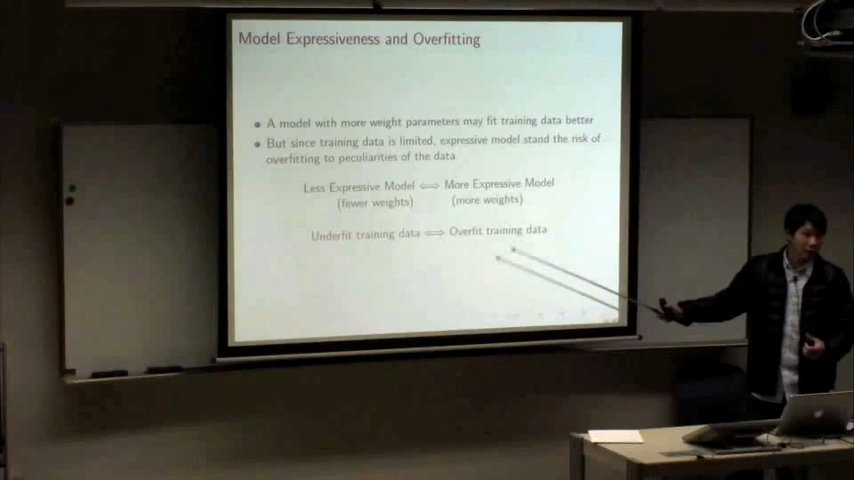 Model Expressiveness and Overfitting
A model with more weight parameters may fit training data better
But since training data is limited, expressive model stand the risk of
overfitting to peculiarities of the data.
Less Expressive Model ⟺ More Expressive Model
(fewer weights) (more weights)
Underfit training data ⟺ Overfit training data